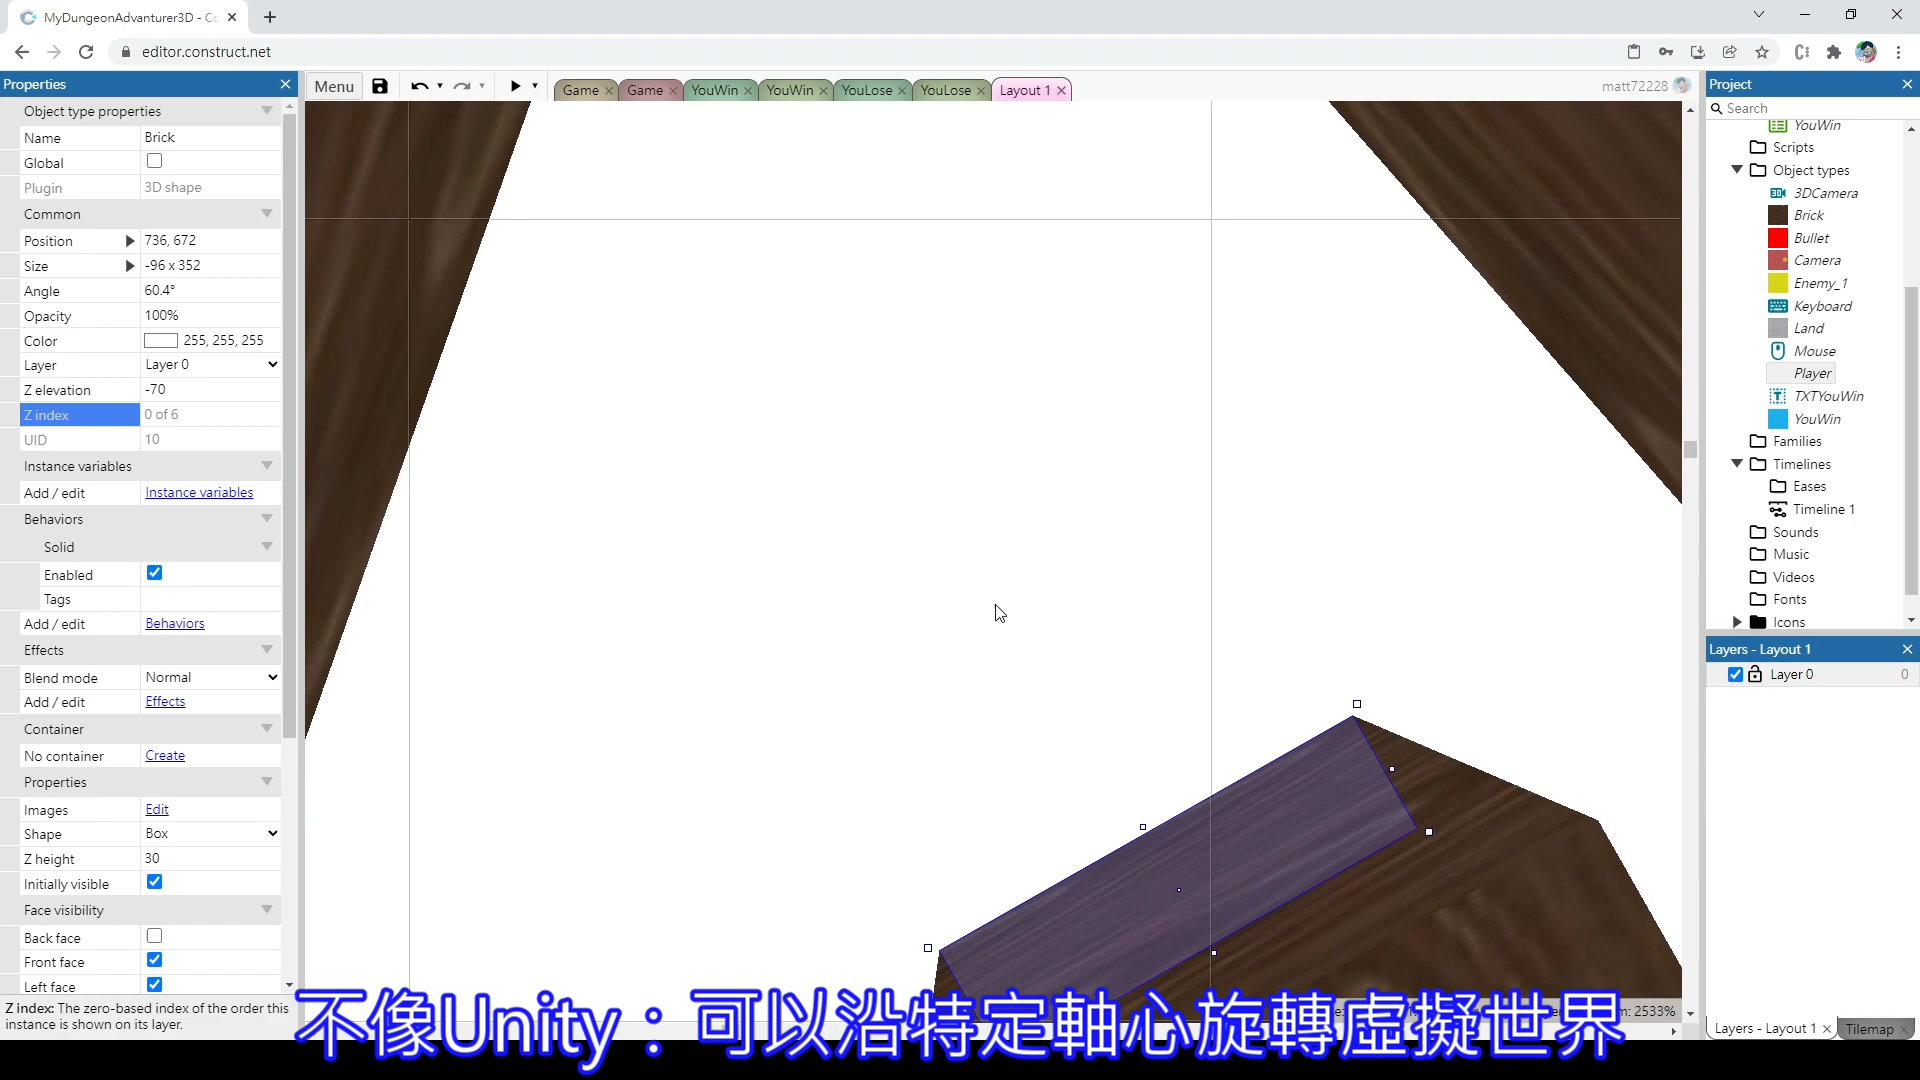 MyDungeonAdvanturer3D - Co
editor.construct.net
Properties
Menu
Game
Game
YouWin
YouWin
YouLose
YouLose
Layout 1
matt72228
Project
Object type properties
Name Brick
Global
Plugin 3D shape
Common
Position 736, 672
Size -96 x 352
Angle 60.4°
Opacity 100%
Color 255, 255, 255
Layer Layer 0
Z elevation -70
Z index 0 of 6
UID 10
Instance variables
Add / edit Instance variables
Behaviors
Solid
Enabled
Tags
Add / edit Behaviors
Effects
Blend mode Normal
Add / edit Effects
Container
No container Create
Properties
Images Edit
Shape Box
Z height 30
Initially visible
Face visibility
Back face
Front face
Left face
Z index: The zero-based index of the order this
instance is shown on its layer.
Search
YouWin
Scripts
Object types
3DCamera
Brick
Bullet
Camera
Enemy_1
Keyboard
Land
Mouse
Player
TXTYouWin
YouWin
Families
Timelines
Eases
Timeline 1
Sounds
Music
Videos
Fonts
Icons
Layers - Layout 1
Layer 0 0
2533%
Layers - Layout 1
Tilemap
不像Unity：可以沿特定軸心旋轉虛擬世界